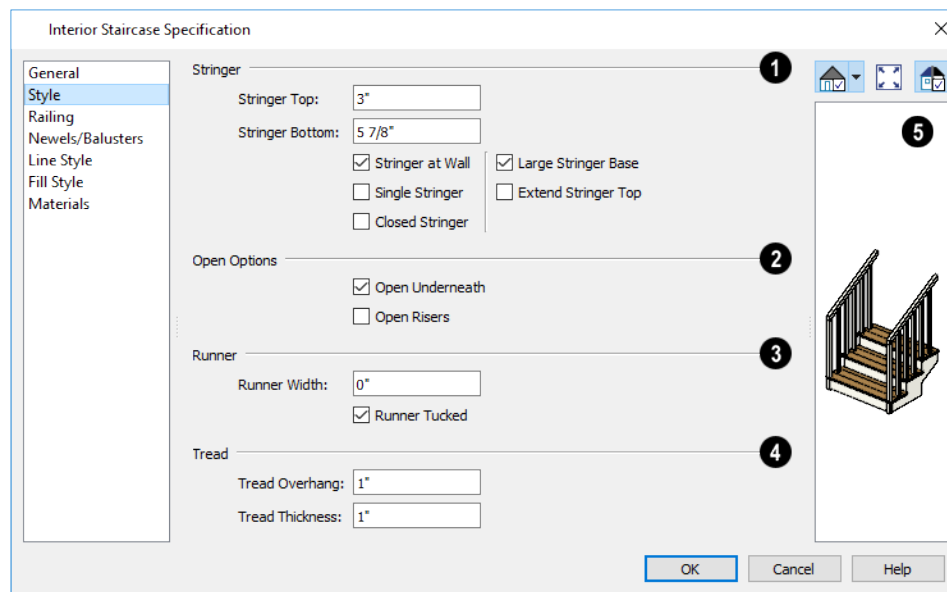 Interior Staircase Specification
General
Style
Railing
Newels/Balusters
Line Style
Fill Style
Materials
Stringer
1
Stringer Top: 3"
Stringer Bottom: 5 7/8"
Stringer at Wall
Large Stringer Base
Single Stringer
Extend Stringer Top
Closed Stringer
Open Options
2
Open Underneath
Open Risers
Runner
3
Runner Width: 0"
Runner Tucked
Tread
4
Tread Overhang: 1"
Tread Thickness: 1"
5
OK
Cancel
Help